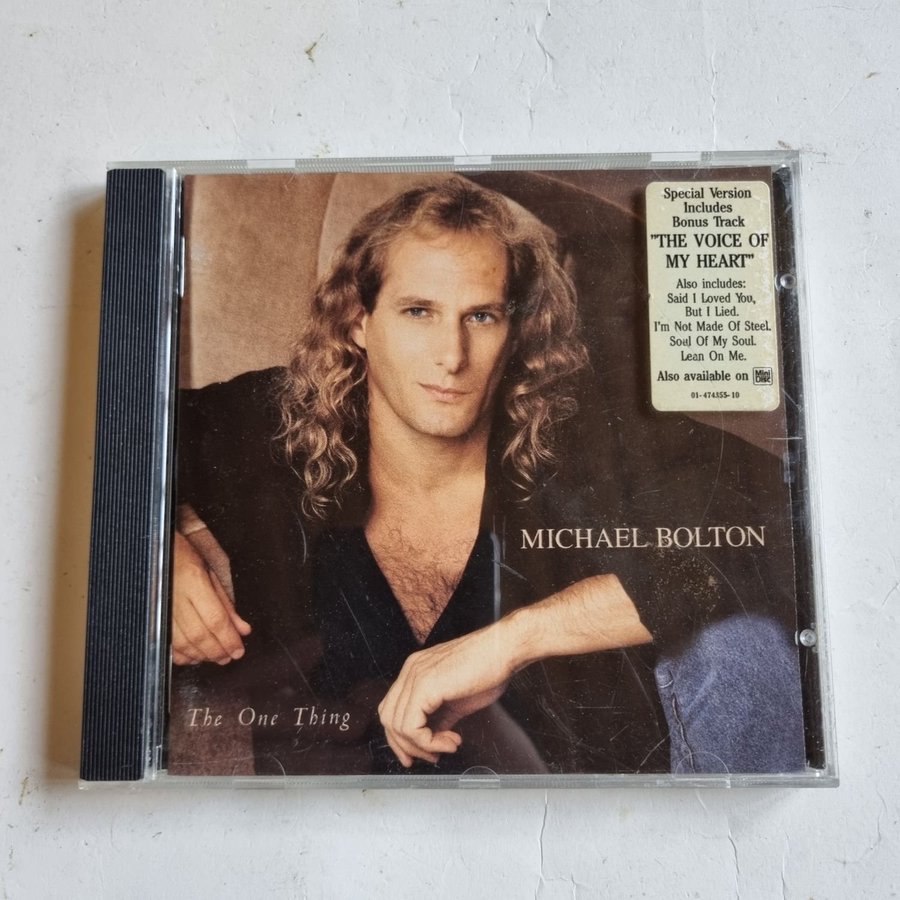 Special Version
Includes
Bonus Track
"THE VOICE OF
MY HEART"
Also includes:
Said I Loved You,
But I Lied.
I'm Not Made Of Steel.
Soul Of My Soul.
Lean On Me.
Also available on Mini Disc
01-474355-10
MICHAEL BOLTON
The One Thing